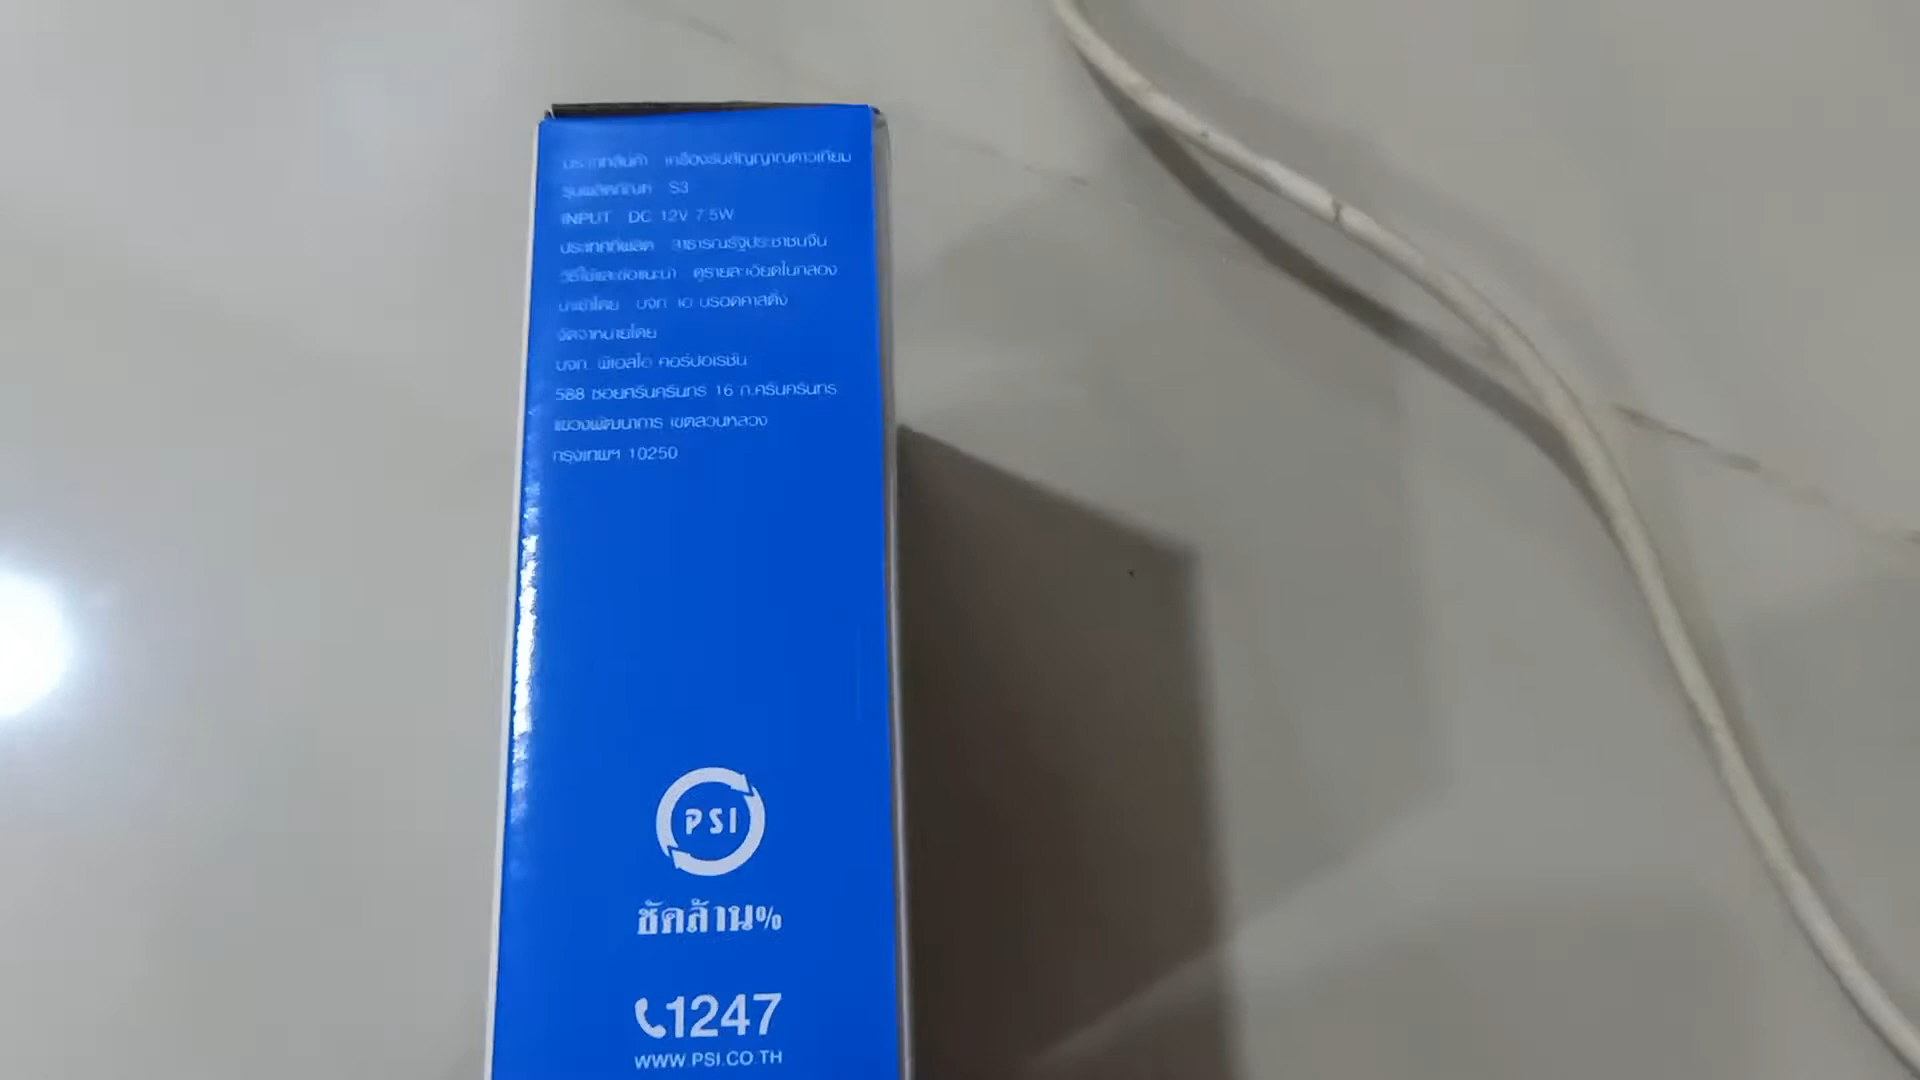 ประเภทสินค้า เครื่องรับสัญญาณดาวเทียม
รุ่นผลิตภัณฑ์ S3
INPUT DC 12V 7.5W
ประเทศที่ผลิต สาธารณรัฐประชาชนจีน
วิธีใช้และข้อแนะนำ ดูรายละเอียดในกล่อง
นำเข้าโดย บจก. เอ บรอดคาสติ้ง
จัดจำหน่ายโดย
บจก. พีเอสไอ คอร์ปอเรชั่น
588 ซอยศรีนครินทร 16 ถ.ศรีนครินทร
แขวงพัฒนาการ เขตสวนหลวง
กรุงเทพฯ 10250
PSI
ชัดล้าน%
1247
WWW.PSI.CO.TH